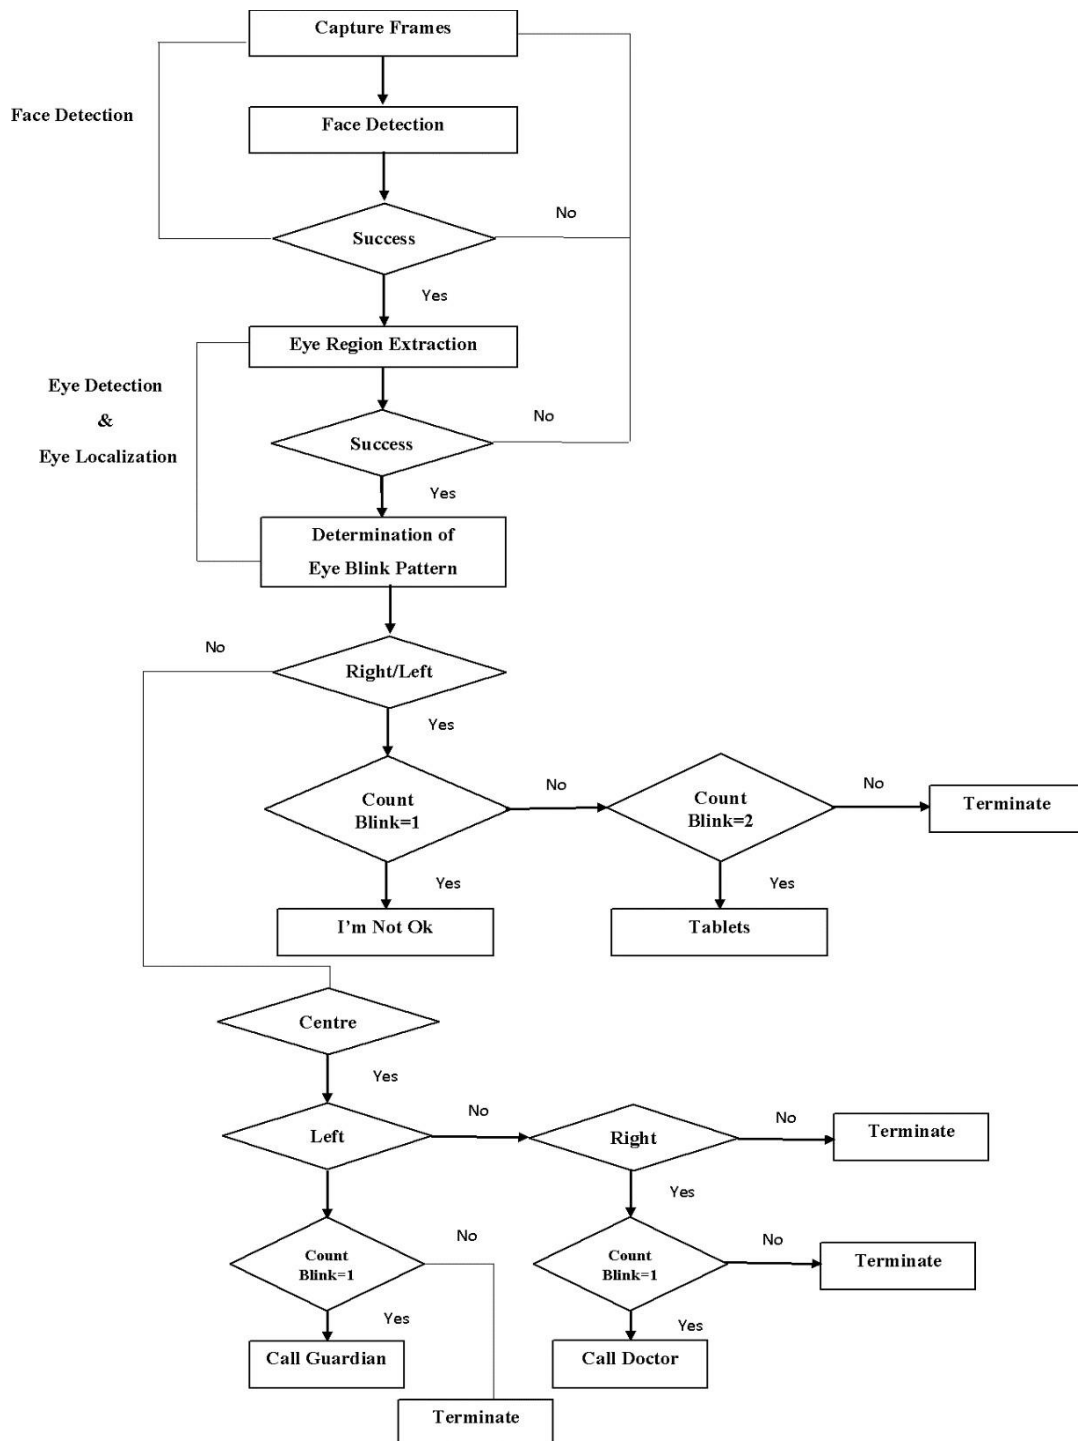 Capture Frames
Face Detection
Face Detection
Success
No
Yes
Eye Region Extraction
Eye Detection
&
Eye Localization
No
Success
Yes
Determination of
Eye Blink Pattern
No
Right/Left
Yes
Count
Blink=1
No
Count
Blink=2
No
Terminate
Yes
Yes
I'm Not Ok
Tablets
Centre
Yes
Left
No
Right
No
Terminate
Yes
Count
Blink=1
No
Count
Blink=1
No
Terminate
Yes
Yes
Call Guardian
Call Doctor
Terminate